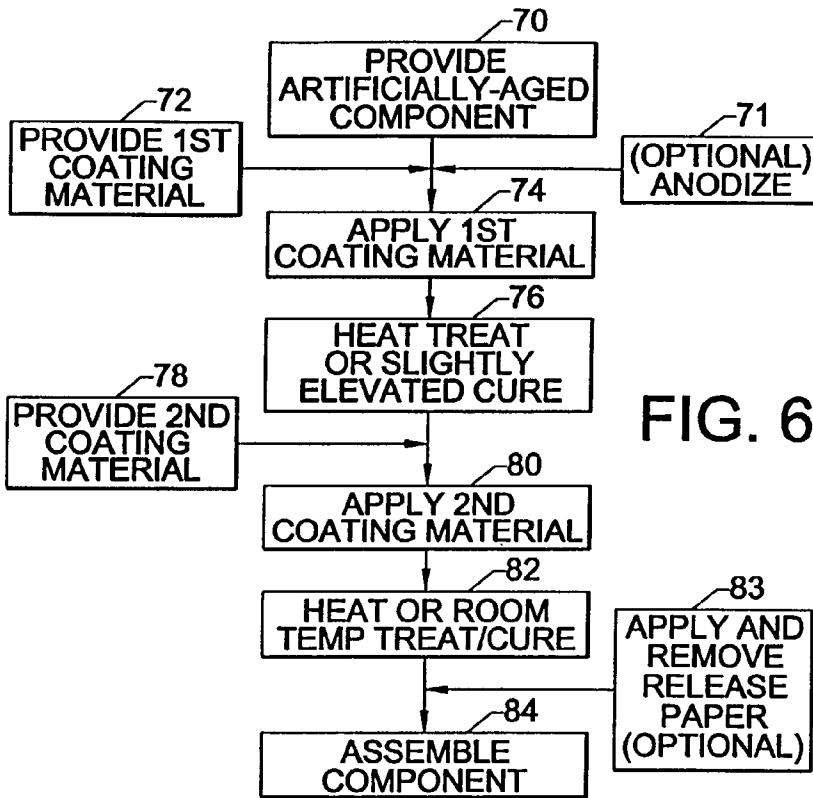 70
PROVIDE
ARTIFICIALLY-AGED
COMPONENT
72
PROVIDE 1ST
COATING
MATERIAL
71
(OPTIONAL)
ANODIZE
74
APPLY 1ST
COATING MATERIAL
76
HEAT TREAT
OR SLIGHTLY
ELEVATED CURE
78
PROVIDE 2ND
COATING
MATERIAL
FIG. 6
80
APPLY 2ND
COATING MATERIAL
82
HEAT OR ROOM
TEMP TREAT/CURE
83
APPLY AND
REMOVE
RELEASE
PAPER
(OPTIONAL)
84
ASSEMBLE
COMPONENT